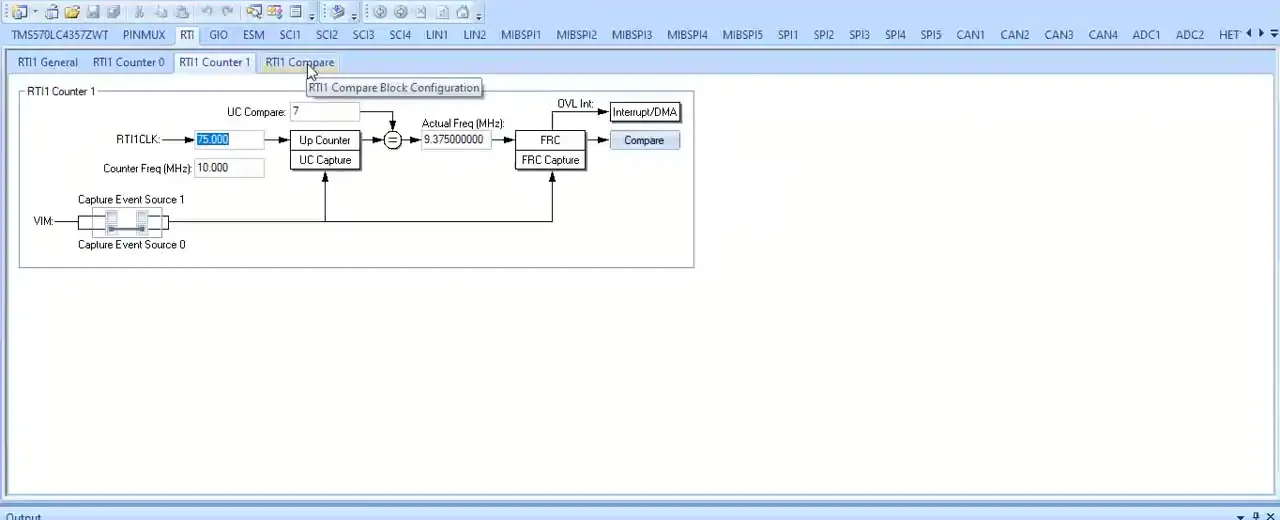 TMS570LC4357ZWT PINMUX RTI GIO ESM SCI1 SCI2 SCI3 SCI4 LIN1 LIN2 MIBSPI1 MIBSPI2 MIBSPI3 MIBSPI4 MIBSPI5 SPI1 SPI2 SPI3 SPI4 SPI5 CAN1 CAN2 CAN3 CAN4 ADC1 ADC2 HET
RTI1 General RTI1 Counter 0 RTI1 Counter 1 RTI1 Compare
RTI1 Compare Block Configuration
RTI1 Counter 1
UC Compare: 7
OVL Int: Interrupt/DMA
Actual Freq (MHz):
RTI1CLK: 75.000 Up Counter = 9.375000000 FRC Compare
UC Capture FRC Capture
Counter Freq (MHz): 10.000
Capture Event Source 1
VIM:
Capture Event Source 0
Output